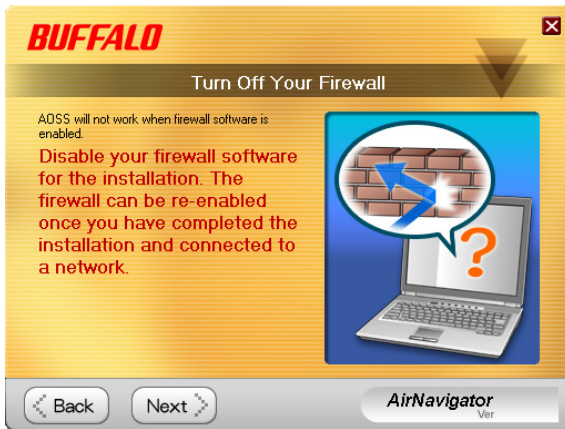 BUFFALO
Turn Off Your Firewall
AOSS will not work when firewall software is
enabled.
Disable your firewall software
for the installation. The
firewall can be re-enabled
once you have completed the
installation and connected to
a network.
?
Back
Next
AirNavigator
Ver